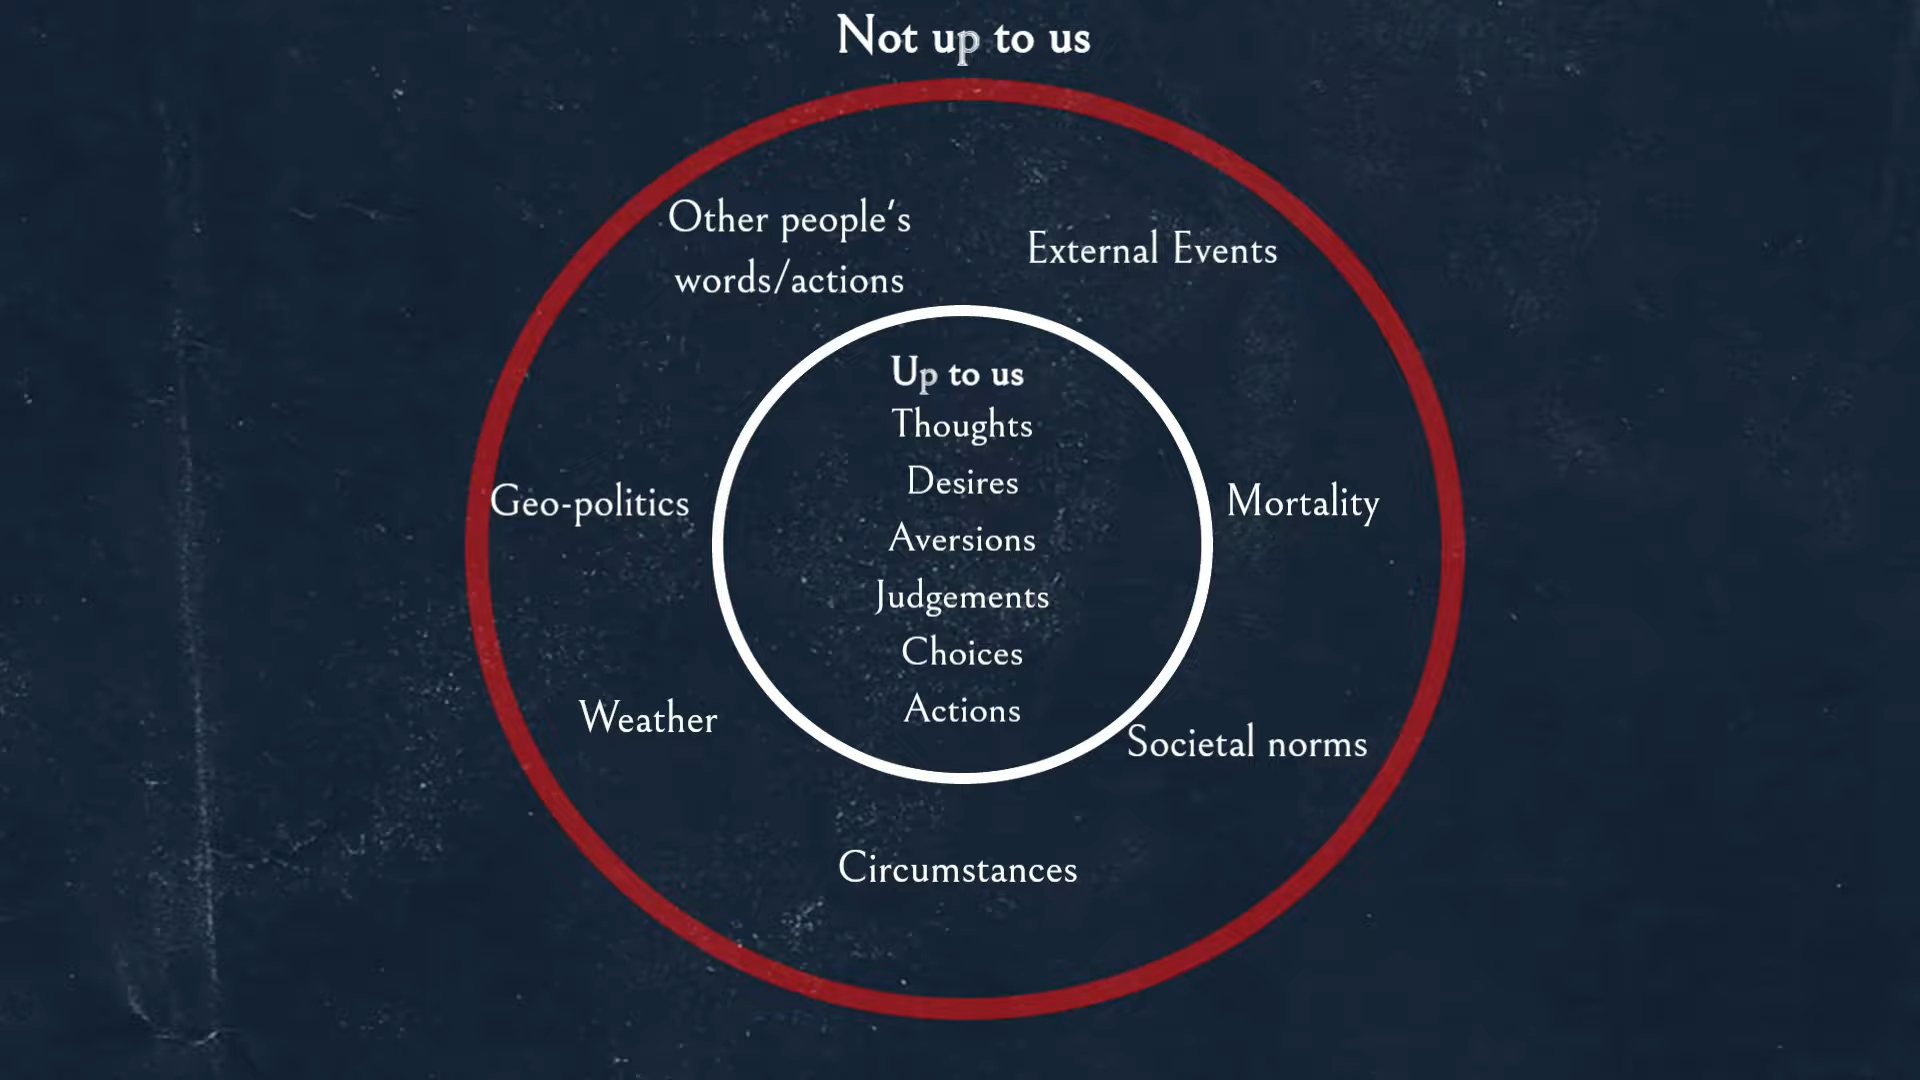 Not up to us
Other people's
words/actions
External Events
Up to us
Thoughts
Desires
Aversions
Judgements
Choices
Actions
Geo-politics
Mortality
Weather
Societal norms
Circumstances